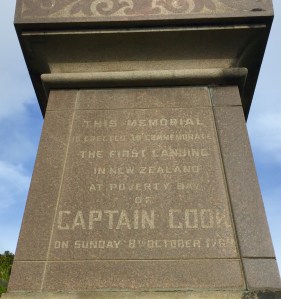 THIS MEMORIAL
IS ERECTED TO COMMEMORATE
THE FIRST LANDING
IN NEW ZEALAND
AT POVERTY BAY
OF
CAPTAIN COOK
ON SUNDAY 8TH OCTOBER 1769